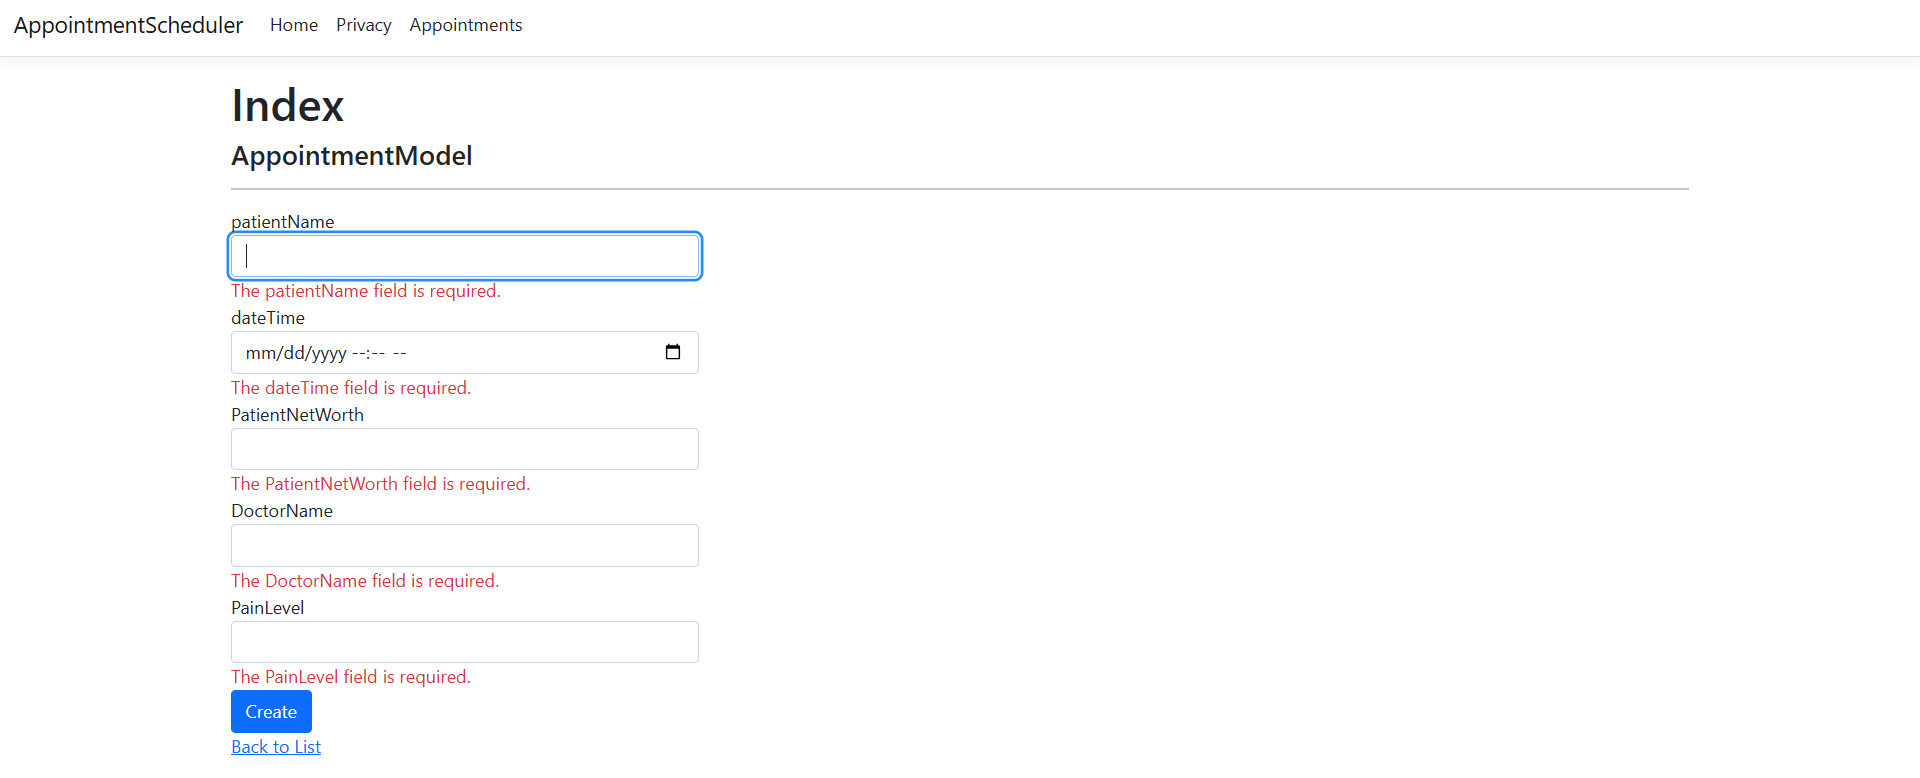 AppointmentScheduler Home Privacy Appointments
Index
AppointmentModel
patientName
The patientName field is required.
dateTime
mm/dd/yyyy --:-- --
The dateTime field is required.
PatientNetWorth
The PatientNetWorth field is required.
DoctorName
The DoctorName field is required.
PainLevel
The PainLevel field is required.
Create
Back to List